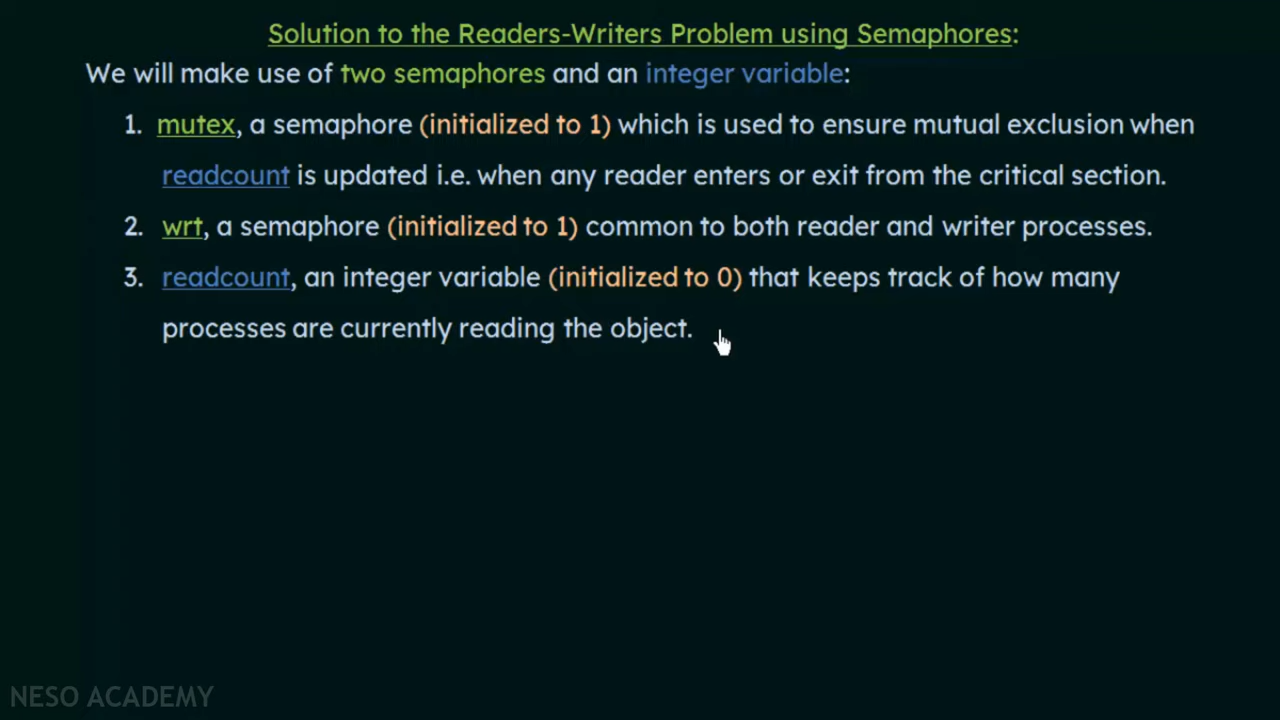 Solution to the Readers-Writers Problem using Semaphores:
We will make use of two semaphores and an integer variable:
1. mutex, a semaphore (initialized to 1) which is used to ensure mutual exclusion when
readcount is updated i.e. when any reader enters or exit from the critical section.
2. wrt, a semaphore (initialized to 1) common to both reader and writer processes.
3. readcount, an integer variable (initialized to 0) that keeps track of how many
processes are currently reading the object.
NESO ACADEMY